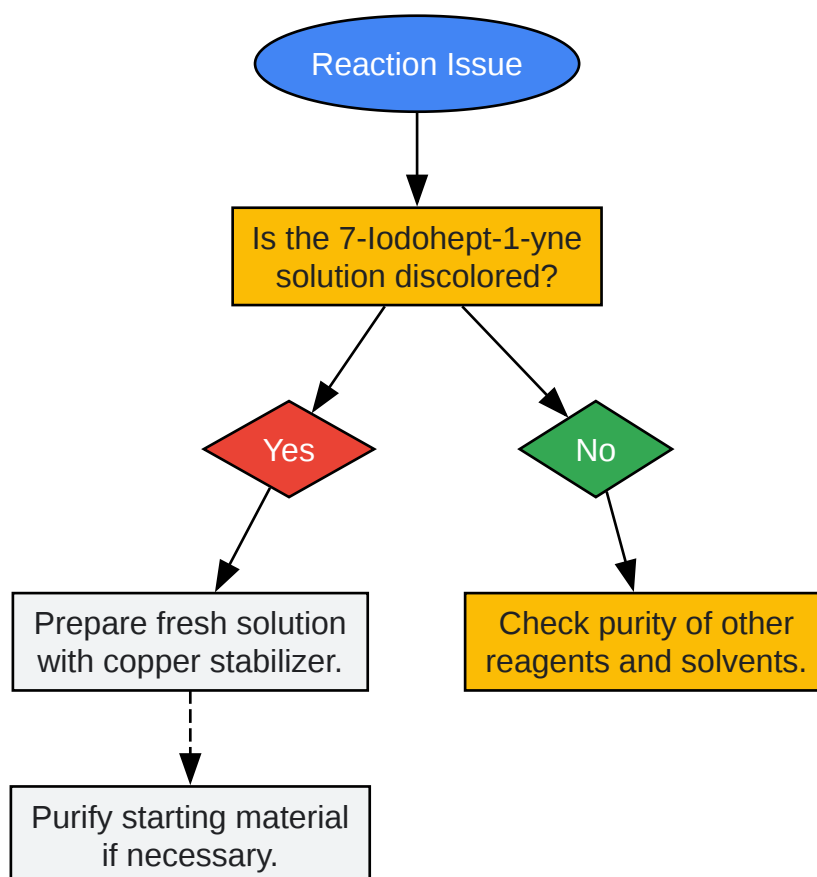 Reaction Issue
Is the 7-Iodohept-1-yne
solution discolored?
Yes
No
Prepare fresh solution
with copper stabilizer.
Check purity of other
reagents and solvents.
Purify starting material
if necessary.